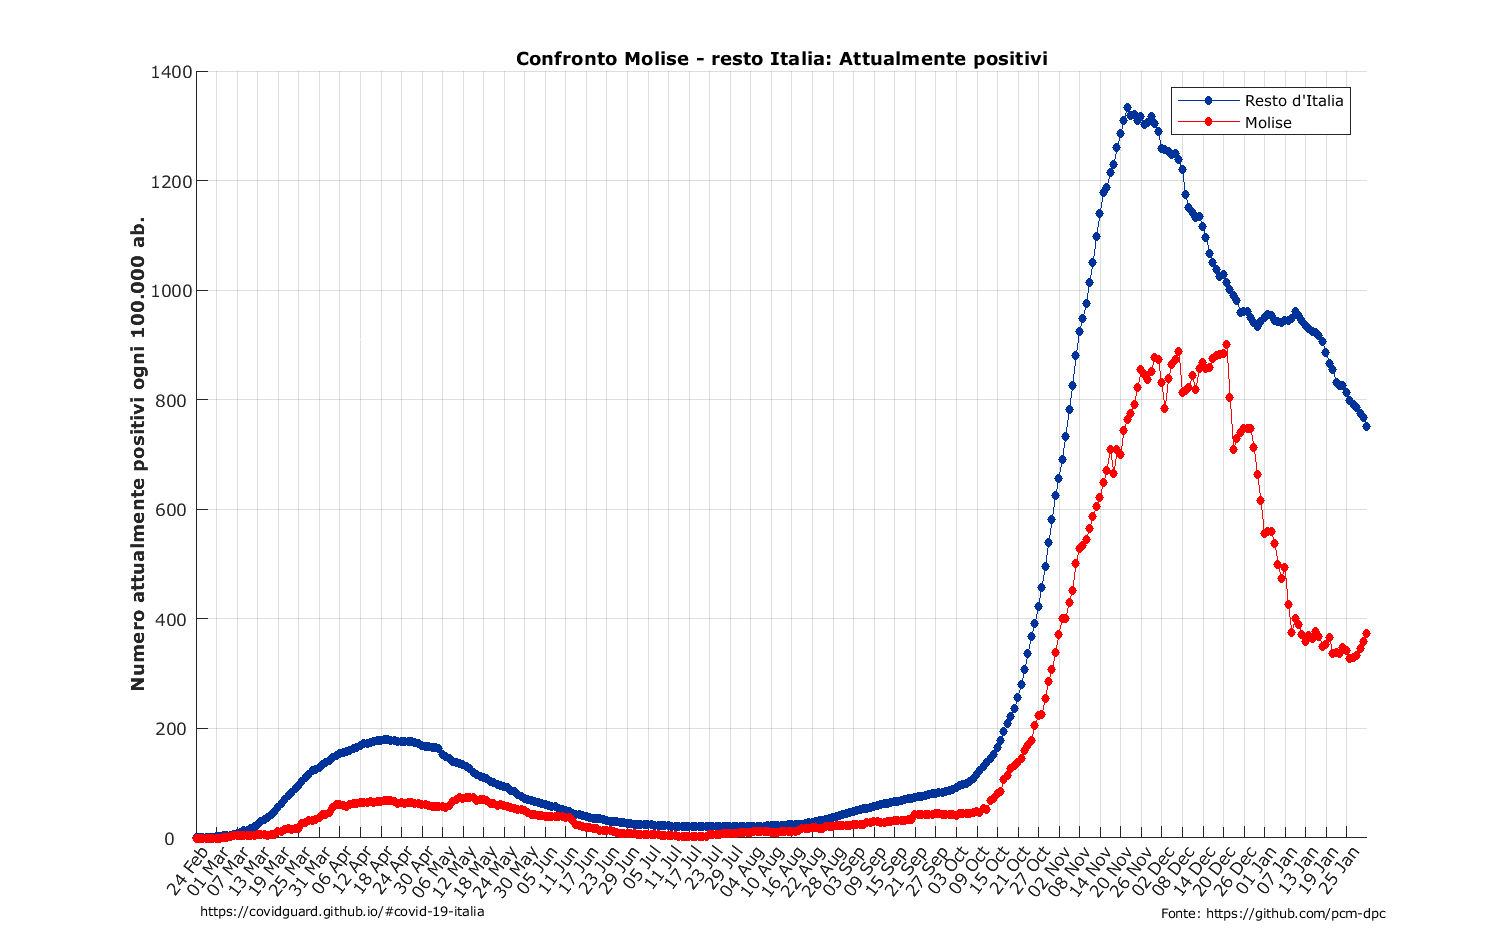 Confronto Molise - resto Italia: Attualmente positivi
1400
1200
1000
800
600
400
200
0
Numero attualmente positivi ogni 100.000 ab.
Resto d'Italia
Molise
24 Feb
01 Mar
07 Mar
13 Mar
19 Mar
25 Mar
31 Mar
06 Apr
12 Apr
18 Apr
24 Apr
30 Apr
06 May
12 May
18 May
24 May
30 May
05 Jun
11 Jun
17 Jun
23 Jun
29 Jun
05 Jul
11 Jul
17 Jul
23 Jul
29 Jul
04 Aug
10 Aug
16 Aug
22 Aug
28 Aug
03 Sep
09 Sep
15 Sep
21 Sep
27 Sep
03 Oct
09 Oct
15 Oct
21 Oct
27 Oct
02 Nov
08 Nov
14 Nov
20 Nov
26 Nov
02 Dec
08 Dec
14 Dec
20 Dec
26 Dec
01 Jan
07 Jan
13 Jan
19 Jan
25 Jan
https://covidguard.github.io/#covid-19-italia
Fonte: https://github.com/pcm-dpc